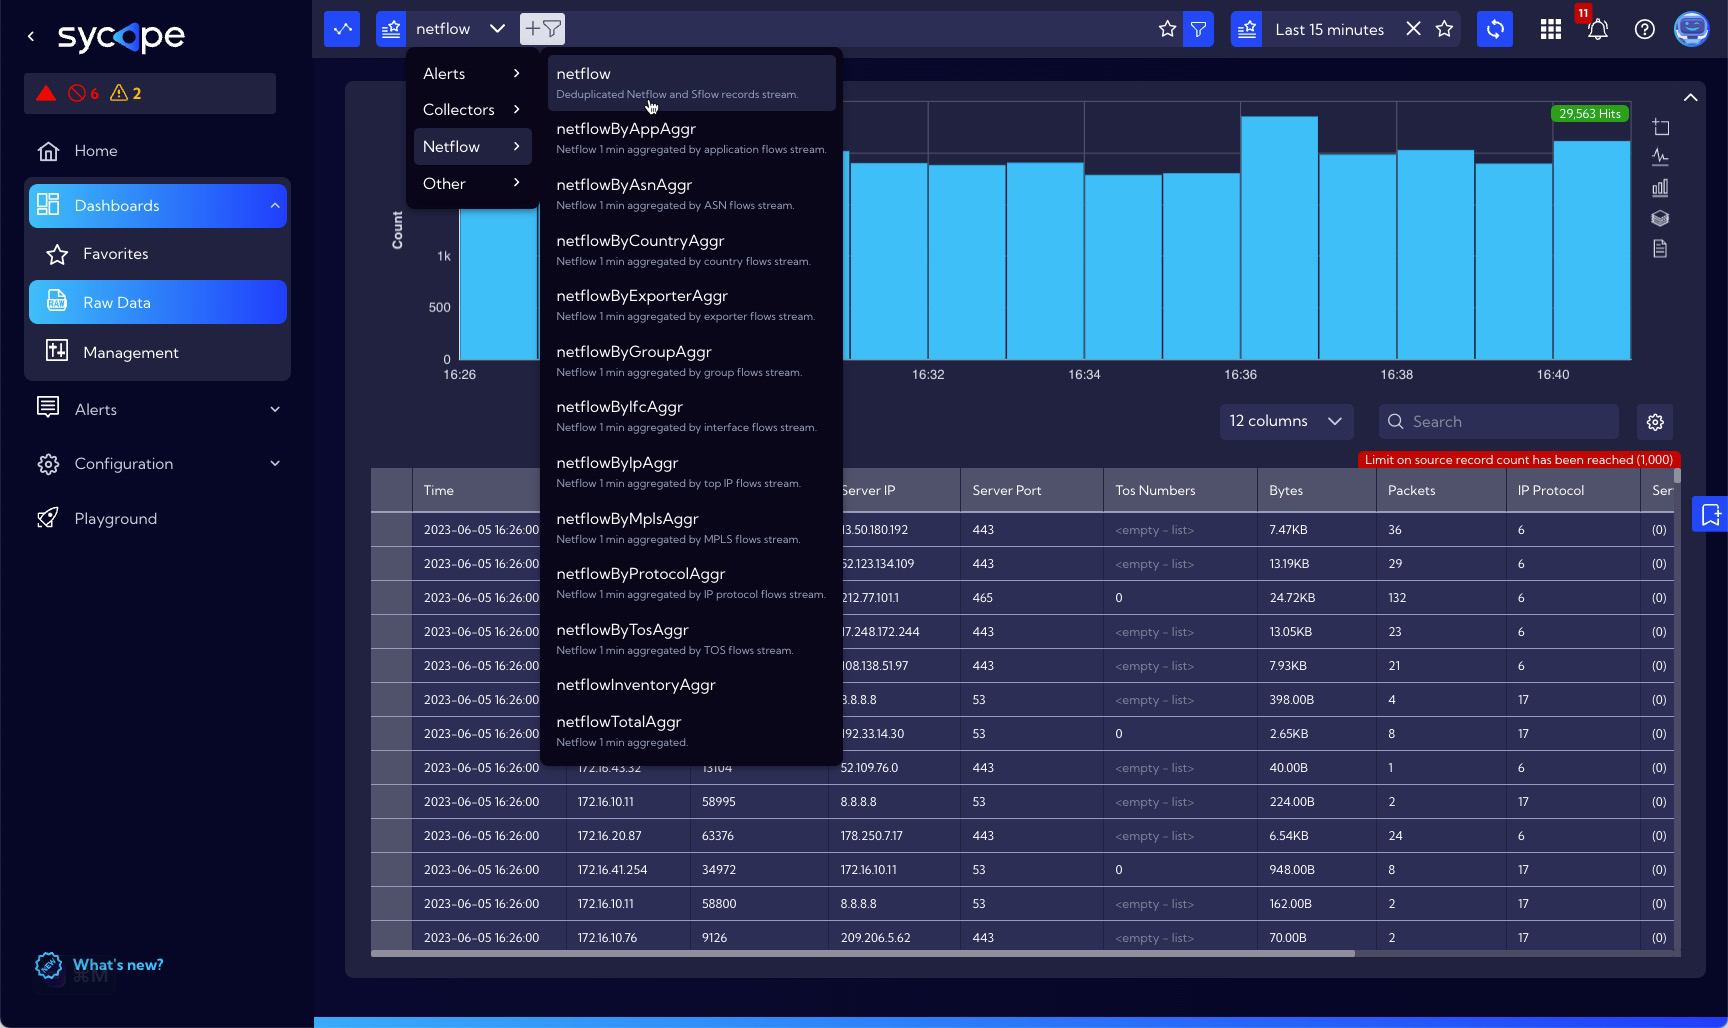 sycope
netflow
Last 15 minutes
11
6
2
Home
Dashboards
Favorites
Raw Data
Management
Alerts
Configuration
Playground
What's new?
⌘M
Alerts
Collectors
Netflow
Other
netflow
Deduplicated Netflow and Sflow records stream.
netflowByAppAggr
Netflow 1 min aggregated by application flows stream.
netflowByAsnAggr
Netflow 1 min aggregated by ASN flows stream.
netflowByCountryAggr
Netflow 1 min aggregated by country flows stream.
netflowByExporterAggr
Netflow 1 min aggregated by exporter flows stream.
netflowByGroupAggr
Netflow 1 min aggregated by group flows stream.
netflowByIfcAggr
Netflow 1 min aggregated by interface flows stream.
netflowByIpAggr
Netflow 1 min aggregated by top IP flows stream.
netflowByMplsAggr
Netflow 1 min aggregated by MPLS flows stream.
netflowByProtocolAggr
Netflow 1 min aggregated by IP protocol flows stream.
netflowByTosAggr
Netflow 1 min aggregated by TOS flows stream.
netflowInventoryAggr
netflowTotalAggr
Netflow 1 min aggregated.
29,563 Hits
Count
1k
500
0
16:26 16:32 16:34 16:36 16:38 16:40
12 columns
Search
Limit on source record count has been reached (1,000)
Time Server IP Server Port Tos Numbers Bytes Packets IP Protocol Ser
2023-06-05 16:26:00 13.50.180.192 443 <empty - list> 7.47KB 36 6 (0)
2023-06-05 16:26:00 52.123.134.109 443 <empty - list> 13.19KB 29 6 (0)
2023-06-05 16:26:00 212.77.101.1 465 0 24.72KB 132 6 (0)
2023-06-05 16:26:00 17.248.172.244 443 <empty - list> 13.05KB 23 6 (0)
2023-06-05 16:26:00 108.138.51.97 443 <empty - list> 7.93KB 21 6 (0)
2023-06-05 16:26:00 8.8.8.8 53 <empty - list> 398.00B 4 17 (0)
2023-06-05 16:26:00 192.33.14.30 53 0 2.65KB 8 17 (0)
2023-06-05 16:26:00 172.16.43.32 13104 52.109.76.0 443 <empty - list> 40.00B 1 6 (0)
2023-06-05 16:26:00 172.16.10.11 58995 8.8.8.8 53 <empty - list> 224.00B 2 17 (0)
2023-06-05 16:26:00 172.16.20.87 63376 178.250.7.17 443 <empty - list> 6.54KB 24 6 (0)
2023-06-05 16:26:00 172.16.41.254 34972 172.16.10.11 53 0 948.00B 8 17 (0)
2023-06-05 16:26:00 172.16.10.11 58800 8.8.8.8 53 <empty - list> 162.00B 2 17 (0)
2023-06-05 16:26:00 172.16.10.76 9126 209.206.5.62 443 <empty - list> 70.00B 2 17 (0)